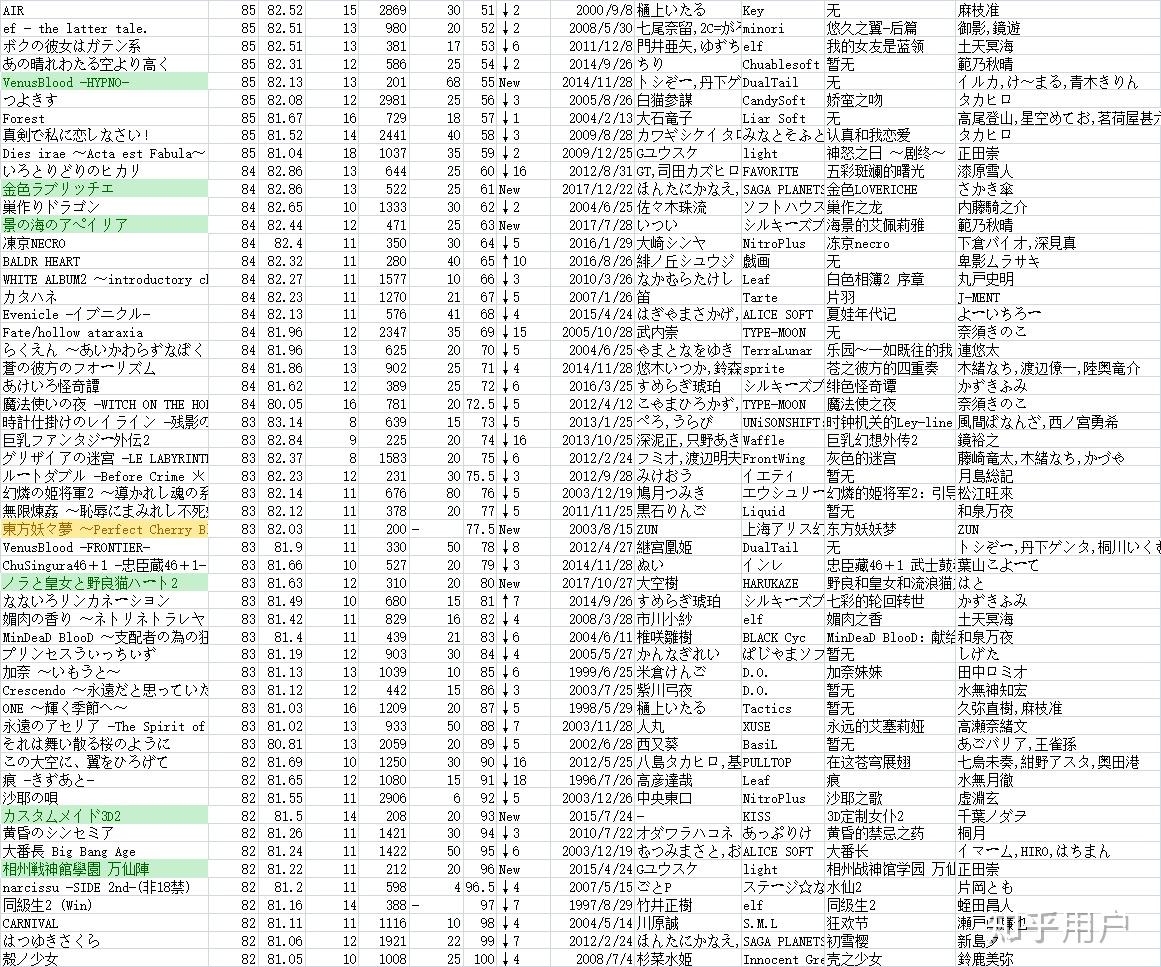 AIR 85 82.52 15 2869 30 51 ↓2 2000/9/8 樋上いたる Key 无 麻枝准
ef - the latter tale. 85 82.51 13 980 20 52 ↓2 2008/5/30 七尾奈留,2C=がろ minori 悠久之翼-后篇 御影,鏡遊
ボクの彼女はガテン系 85 82.51 13 381 17 53 ↓6 2011/12/8 門井亜矢,ゆずち elf 我的女友是蓝领 土天冥海
あの晴れわたる空より高く 85 82.31 12 586 25 54 ↓2 2014/9/26 ちり Chuablesoft 暂无 範乃秋晴
VenusBlood -HYPNO- 85 82.13 13 201 68 55 New 2014/11/28 トシぞー,丹下ゲ DualTail 无 イルカ,け～まる,青木きりん
つよきす 85 82.08 12 2981 25 56 ↓3 2005/8/26 白猫参謀 CandySoft 娇蛮之吻 タカヒロ
Forest 85 81.67 16 729 18 57 ↓1 2004/2/13 大石竜子 Liar Soft 无 高尾登山,星空めてお,茗荷屋甚六
真剣で私に恋しなさい! 85 81.52 14 2441 40 58 ↓3 2009/8/28 カワギシケイタロ みなとそふと 认真和我恋爱 タカヒロ
Dies irae ～Acta est Fabula～ 85 81.04 18 1037 35 59 ↓2 2009/12/25 Gユウスケ light 神怒之日 ～剧终～ 正田崇
いろとりどりのヒカリ 84 82.86 13 644 25 60 ↓16 2012/8/31 GT,司田カズヒロ FAVORITE 五彩斑斓的曙光 漆原雪人
金色ラブリッチェ 84 82.86 13 522 25 61 New 2017/12/22 ほんたにかなえ, SAGA PLANETS 金色LOVERICHE さかき傘
巣作りドラゴン 84 82.65 10 1333 30 62 ↓2 2004/6/25 佐々木珠流 ソフトハウス 巢作之龙 内藤騎之介
景の海のアペイリア 84 82.44 12 471 25 63 New 2017/7/28 いつい シルキーズプ 海景的艾佩莉雅 範乃秋晴
凍京NECRO 84 82.4 11 350 30 64 ↓5 2016/1/29 大崎シンヤ NitroPlus 冻京necro 下倉バイオ,深見真
BALDR HEART 84 82.32 11 280 40 65 ↑10 2016/8/26 緋ノ丘シュウジ 戯画 无 卑影ムラサキ
WHITE ALBUM2 ～introductory ch 84 82.27 11 1577 10 66 ↓3 2010/3/26 なかむらたけし Leaf 白色相簿2 序章 丸戸史明
カタハネ 84 82.23 11 1270 21 67 ↓5 2007/1/26 笛 Tarte 片羽 J-MENT
Evenicle -イブニクル- 84 82.13 11 576 41 68 ↓4 2015/4/24 はぎやまさかげ, ALICE SOFT 夏娃年代记 よーいちろー
Fate/hollow ataraxia 84 81.96 12 2347 35 69 ↓15 2005/10/28 武内崇 TYPE-MOON 无 奈須きのこ
らくえん ～あいかわらずなぼく 84 81.96 13 625 20 70 ↓5 2004/6/25 やまとなをゆき TerraLunar 乐园～一如既往的我 連悠太
蒼の彼方のフォーリズム 84 81.86 13 902 25 71 ↓4 2014/11/28 悠木いつか,鈴森 sprite 苍之彼方的四重奏 木緒なち,渡辺僚一,陸奥竜介
あけいろ怪奇譚 84 81.62 12 389 25 72 ↓6 2016/3/25 すめらぎ琥珀 シルキーズプ 绯色怪奇谭 かずきふみ
魔法使いの夜 -WITCH ON THE HOL 84 80.05 16 781 20 72.5 ↓5 2012/4/12 こやまひろかず, TYPE-MOON 魔法使之夜 奈須きのこ
時計仕掛けのレイライン -残影の 83 83.14 8 639 15 73 ↓5 2013/1/25 ぺろ,うらび UNiSONSHIFT: 时钟机关的Ley-line 風間ぼなんざ,西ノ宮勇希
巨乳ファンタジー外伝2 83 82.84 9 225 20 74 ↓16 2013/10/25 深泥正,只野あき Waffle 巨乳幻想外传2 鏡裕之
グリザイアの迷宮 -LE LABYRINTH 83 82.37 8 1583 20 75 ↓6 2012/2/24 フミオ,渡辺明夫 FrontWing 灰色的迷宫 藤崎竜太,木緒なち,かづや
ルートダブル -Before Crime ＊ 83 82.23 12 231 30 75.5 ↓3 2012/9/28 みけおう イエティ 暂无 月島総記
幻燐の姫将軍2 ～導かれし魂の系 83 82.14 11 676 80 76 ↓5 2003/12/19 鳩月つみき エウシュリー 幻燐的姬将军2: 引导 松江旺來
無限煉姦 ～恥辱にまみれし不死 83 82.12 11 378 20 77 ↓5 2011/11/25 黒石りんご Liquid 暂无 和泉万夜
東方妖々夢 ～Perfect Cherry B 83 82.03 11 200 - 77.5 New 2003/8/15 ZUN 上海アリス幻 东方妖妖梦 ZUN
VenusBlood -FRONTIER- 83 81.9 11 330 50 78 ↓8 2012/4/27 継宮凰姫 DualTail 无 トシぞー,丹下ゲンタ,桐川いくむ
ChuSingura46＋1 -忠臣蔵46＋1- 83 81.66 10 527 20 79 ↓3 2014/11/28 ぬい インレ 忠臣藏46＋1 武士鼓 葉山こよーて
ノラと皇女と野良猫ハート2 83 81.63 12 310 20 80 New 2017/10/27 大空樹 HARUKAZE 野良和皇女和流浪猫 はと
なないろリンカネーション 83 81.49 10 680 15 81 ↑7 2014/9/26 すめらぎ琥珀 シルキーズプ 七彩的轮回转世 かずきふみ
媚肉の香り ～ネトリネトラレヤ 83 81.42 11 829 16 82 ↓4 2008/3/28 市川小紗 elf 媚肉之香 土天冥海
MinDeaD BlooD ～支配者の為の狂 83 81.4 11 439 21 83 ↓6 2004/6/11 椎咲雛樹 BLACK Cyc MinDeaD BlooD: 献给 和泉万夜
プリンセスうぃっちぃず 83 81.19 12 903 30 84 ↓4 2005/5/27 かんなぎれい ぱじゃまソフ 暂无 しげた
加奈 ～いもうと～ 83 81.13 13 1039 10 85 ↓6 1999/6/25 米倉けんご D.O. 加奈妹妹 田中ロミオ
Crescendo ～永遠だと思っていた 83 81.12 12 442 15 86 ↓3 2003/7/25 紫川弓夜 D.O. 暂无 水無神知宏
ONE ～輝く季節へ～ 83 81.03 16 1209 20 87 ↓5 1998/5/29 樋上いたる Tactics 暂无 久弥直樹,麻枝准
永遠のアセリア -The Spirit of 83 81.02 13 933 50 88 ↓7 2003/11/28 人丸 XUSE 永远的艾塞莉娅 高瀬奈緒文
それは舞い散る桜のように 83 80.81 13 2059 20 89 ↓5 2002/6/28 西又葵 BasiL 暂无 あごバリア,王雀孫
この大空に、翼をひろげて 82 81.69 10 1250 30 90 ↓16 2012/5/25 八島タカヒロ,基 PULLTOP 在这苍穹展翅 七烏未奏,紺野アスタ,奥田港
痕 -きずあと- 82 81.65 12 1080 15 91 ↓18 1996/7/26 高彦達哉 Leaf 痕 水無月徹
沙耶の唄 82 81.55 11 2906 6 92 ↓5 2003/12/26 中央東口 NitroPlus 沙耶之歌 虚淵玄
カスタムメイド3D2 82 81.5 14 208 20 93 New 2015/7/24 - KISS 3D定制女仆2 千葉ノダヲ
黄昏のシンセミア 82 81.26 11 1421 30 94 ↓3 2010/7/22 オダワラハコネ あっぷりけ 黄昏的禁忌之药 桐月
大番長 Big Bang Age 82 81.24 11 1422 50 95 ↓6 2003/12/19 むつみまさと,お ALICE SOFT 大番长 イマーム,HIRO,はちまん
相州戦神館學園 万仙陣 82 81.22 11 212 20 96 New 2015/4/24 Gユウスケ light 相州战神馆学园 万仙 正田崇
narcissu -SIDE 2nd-(非18禁) 82 81.2 11 598 4 96.5 ↓4 2007/5/15 ごとP ステージ☆な 水仙2 片岡とも
同級生2 (Win) 82 81.16 14 388 - 97 ↓7 1997/8/29 竹井正樹 elf 同级生2 蛭田昌人
CARNIVAL 82 81.11 11 1116 10 98 ↓4 2004/5/14 川原誠 S.M.L 狂欢节 瀬戸口廉也
はつゆきさくら 82 81.06 12 1921 22 99 ↓7 2012/2/24 ほんたにかなえ, SAGA PLANETS 初雪樱 新島夕
殻ノ少女 82 81.05 10 1008 25 100 ↓4 2008/7/4 杉菜水姫 Innocent Gre 壳之少女 鈴鹿美弥
知乎用户